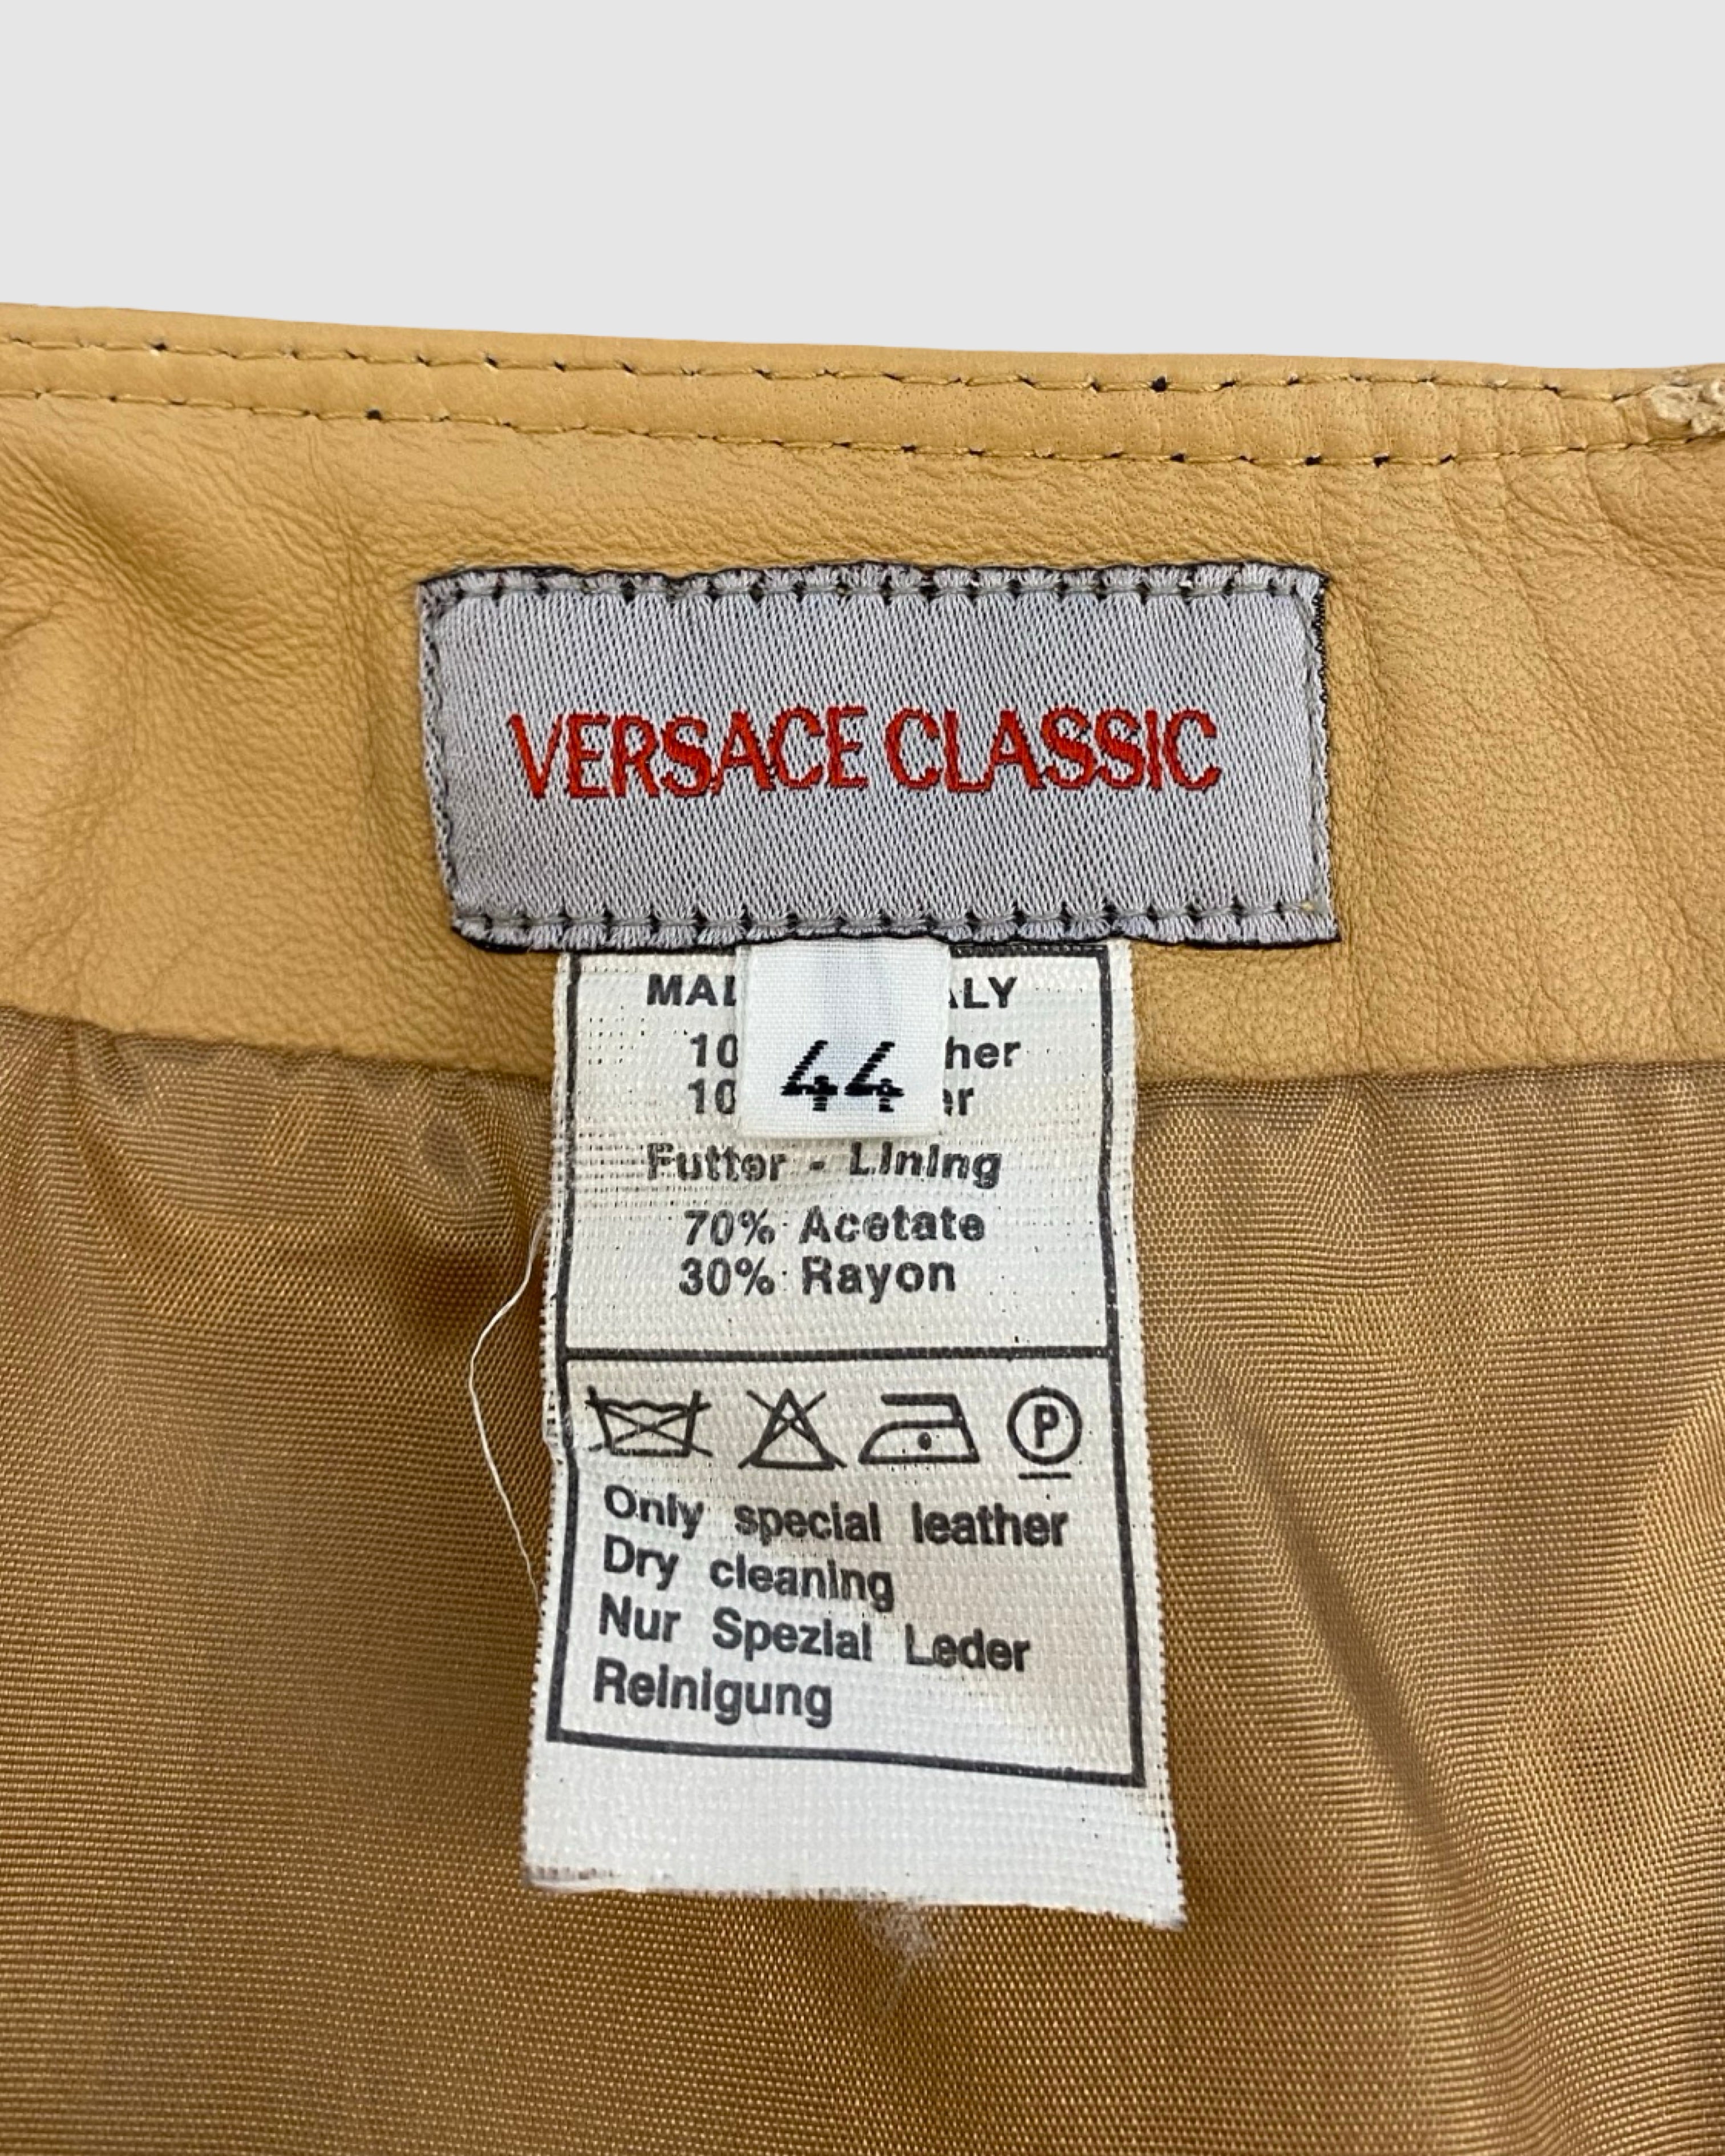 VERSACE CLASSIC
44
Futter - Lining
70% Acetate
30% Rayon
P
Only special leather
Dry cleaning
Nur Spezial Leder
Reinigung